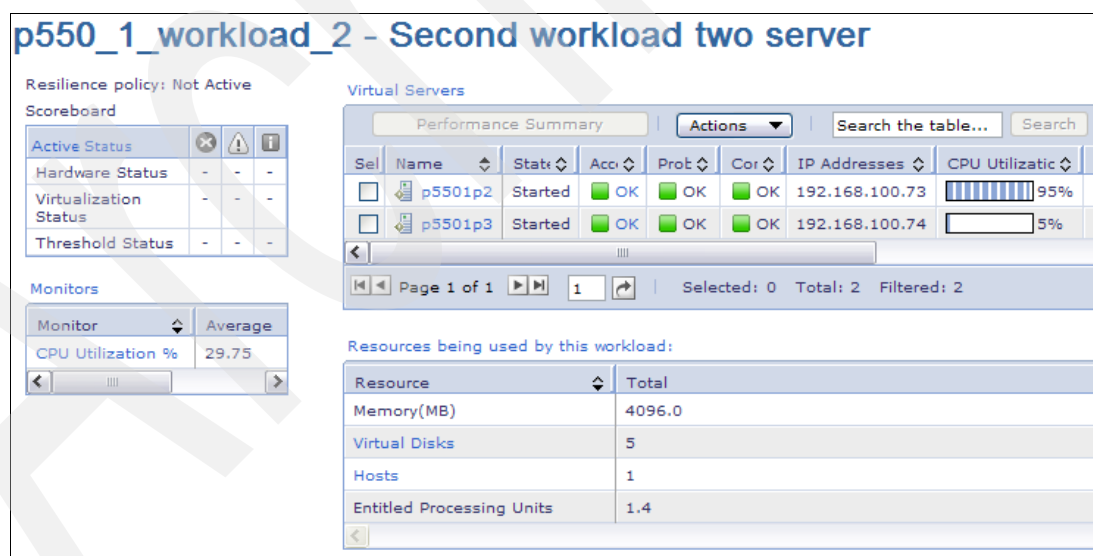 p550_1_workload_2 - Second workload two server
Resilience policy: Not Active
Scoreboard
Active Status
Hardware Status - - -
Virtualization
Status - - -
Threshold Status - - -
Monitors
Monitor Average
CPU Utilization % 29.75
Virtual Servers
Performance Summary Actions Search the table... Search
Sel Name State Acc Prob Cor IP Addresses CPU Utilizatic
p5501p2 Started OK OK OK 192.168.100.73 95%
p5501p3 Started OK OK OK 192.168.100.74 5%
Page 1 of 1 1 Selected: 0 Total: 2 Filtered: 2
Resources being used by this workload:
Resource Total
Memory(MB) 4096.0
Virtual Disks 5
Hosts 1
Entitled Processing Units 1.4